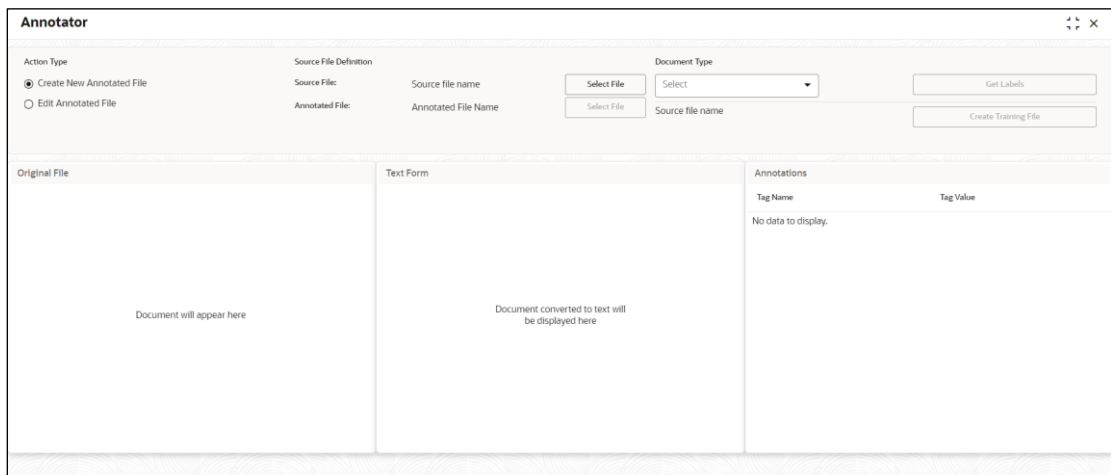 Annotator
Action Type
Create New Annotated File
Edit Annotated File
Source File Definition
Source File: Source file name Select File
Annotated File: Annotated File Name Select File
Document Type
Select
Source file name
Get Labels
Create Training File
Original File
Document will appear here
Text Form
Document converted to text will
be displayed here
Annotations
Tag Name Tag Value
No data to display.